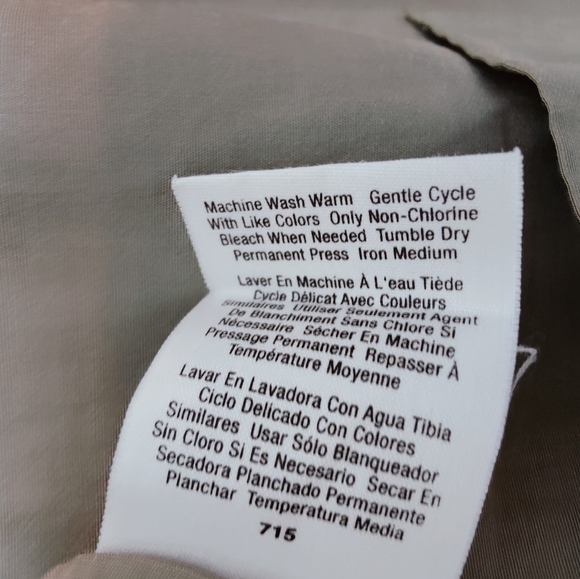 Machine Wash Warm Gentle Cycle
With Like Colors Only Non-Chlorine
Bleach When Needed Tumble Dry
Permanent Press Iron Medium
Laver En Machine À L'eau Tiède
Cycle Délicat Avec Couleurs
Similaires Utiliser Seulement Agent
De Blanchiment Sans Chlore Si
Nécessaire Sécher En Machine
Pressage Permanent Repasser À
Température Moyenne
Lavar En Lavadora Con Agua Tibia
Ciclo Delicado Con Colores
Similares Usar Sólo Blanqueador
Sin Cloro Si Es Necesario Secar En
Secadora Planchado Permanente
Planchar Temperatura Media
715